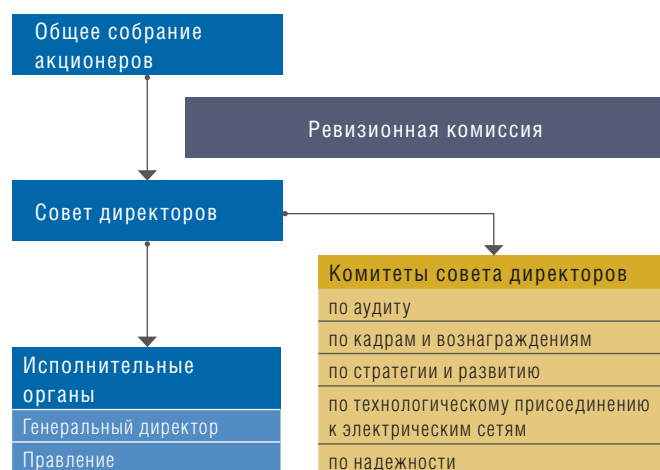 Общее собрание
акционеров
Ревизионная комиссия
Совет директоров
Комитеты совета директоров
по аудиту
по кадрам и вознаграждениям
по стратегии и развитию
по технологическому присоединению
к электрическим сетям
по надежности
Исполнительные
органы
Генеральный директор
Правление